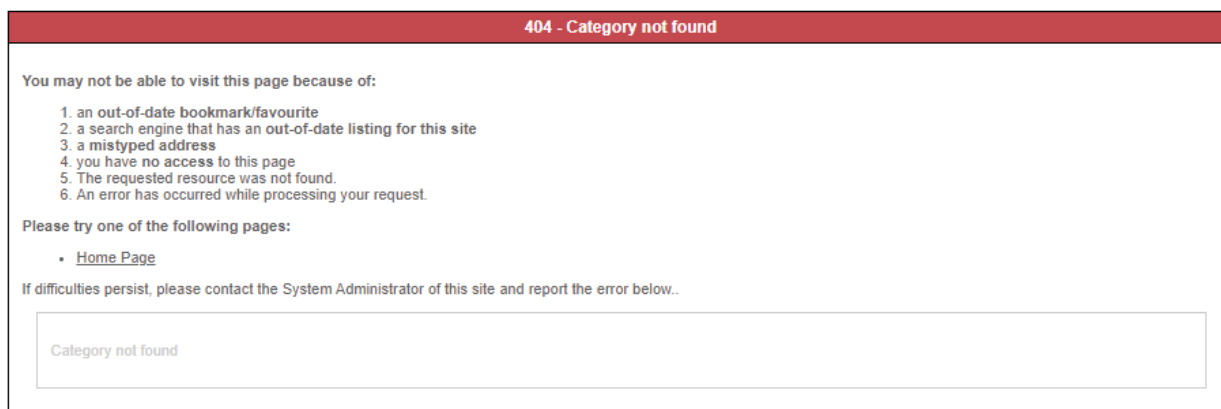 404 - Category not found
You may not be able to visit this page because of:
1. an out-of-date bookmark/favourite
2. a search engine that has an out-of-date listing for this site
3. a mistyped address
4. you have no access to this page
5. The requested resource was not found.
6. An error has occurred while processing your request.
Please try one of the following pages:
• Home Page
If difficulties persist, please contact the System Administrator of this site and report the error below..
Category not found